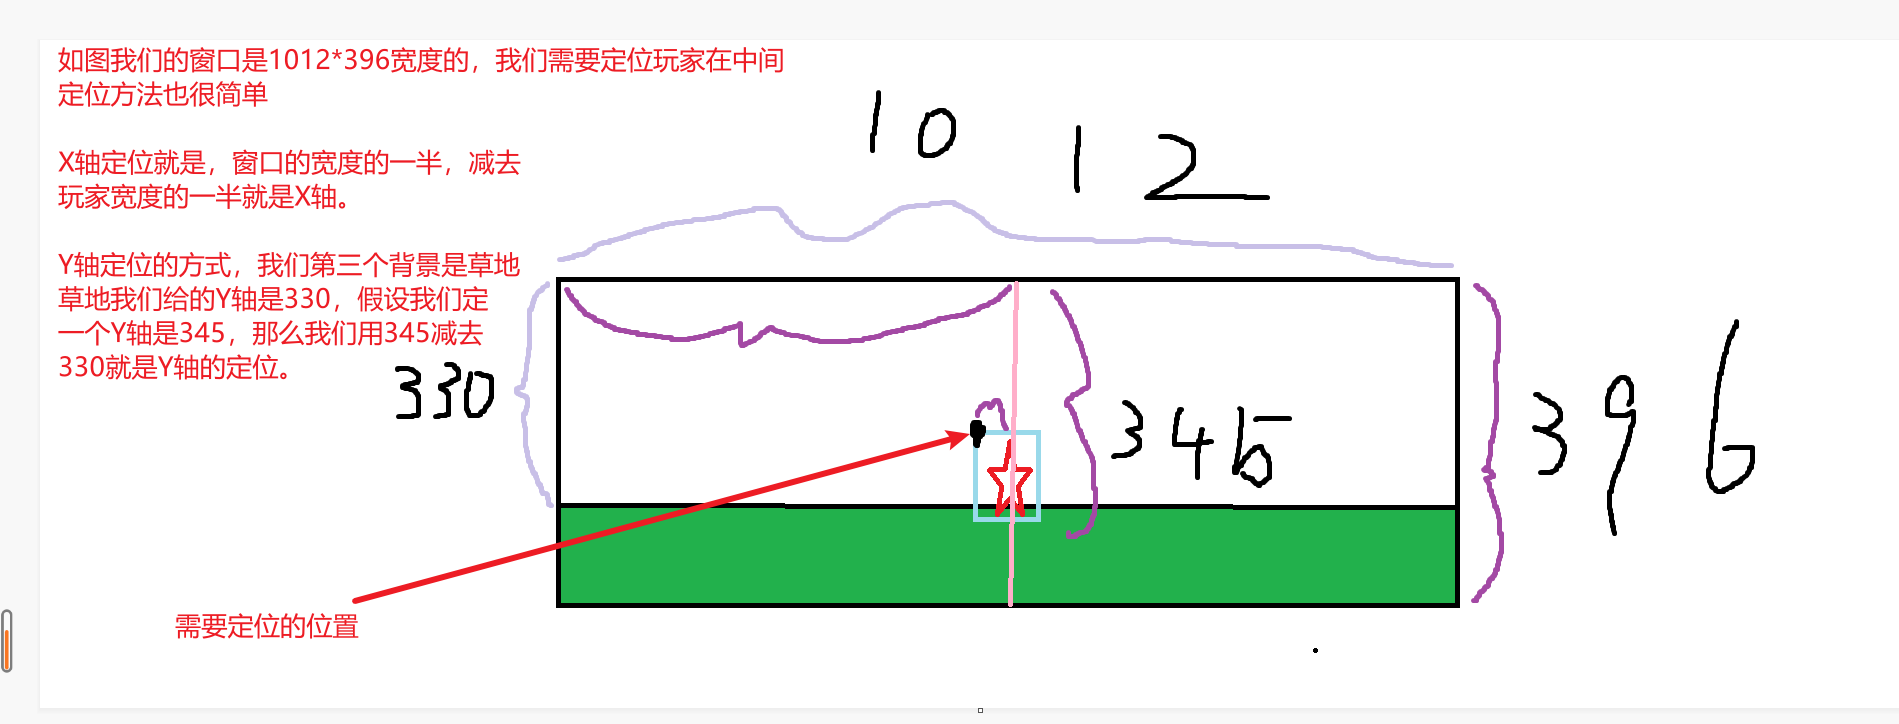 如图我们的窗口是1012*396宽度的，我们需要定位玩家在中间
定位方法也很简单
X轴定位就是，窗口的宽度的一半，减去
玩家宽度的一半就是X轴。
Y轴定位的方式，我们第三个背景是草地
草地我们给的Y轴是330，假设我们定
一个Y轴是345，那么我们用345减去
330就是Y轴的定位。
1012
330
345
396
需要定位的位置